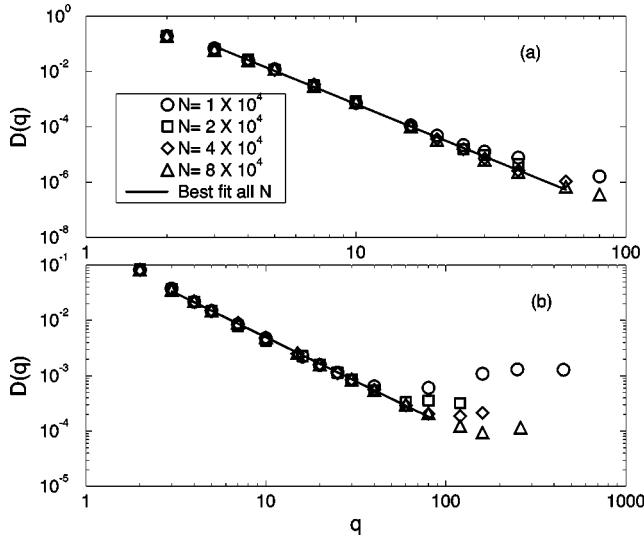 10^0
10^-2
10^-4
10^-6
10^-8
D(q)
(a)
N= 1 X 10^4
N= 2 X 10^4
N= 4 X 10^4
N= 8 X 10^4
Best fit all N
1 10 100
10^-1
10^-2
10^-3
10^-4
10^-5
D(q)
(b)
1 10 100 1000
q